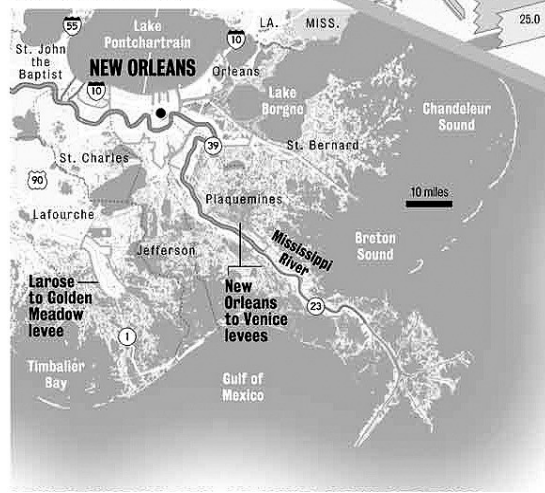 25.0
55
Lake
Pontchartrain
10
LA.
MISS.
St. John
the
Baptist
NEW ORLEANS
Orleans
10
Lake
Borgne
Chandeleur
Sound
39
St. Bernard
St. Charles
90
Plaquemines
10 miles
Lafourche
Mississippi
River
Breton
Sound
Jefferson
Larose
to Golden
Meadow
levee
New
Orleans
to Venice
levees
23
1
Timbalier
Bay
Gulf of
Mexico